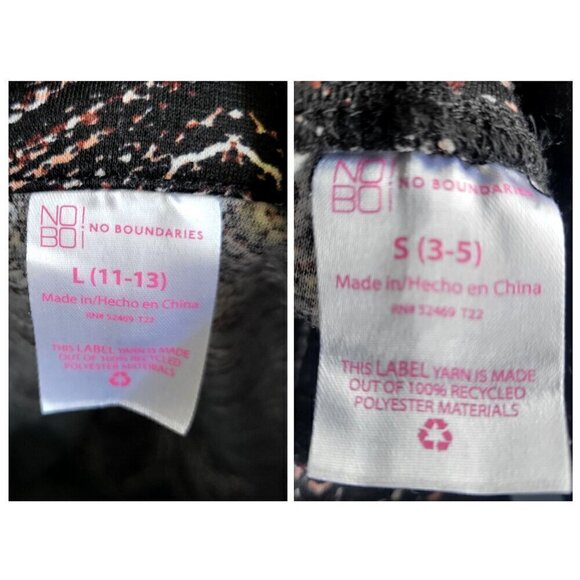 NO!
BO¡ NO BOUNDARIES
L (11-13)
Made in/Hecho en China
RN# 52469 T22
THIS LABEL YARN IS MADE
OUT OF 100% RECYCLED
POLYESTER MATERIALS
NO!
BO¡ NO BOUNDARIES
S (3-5)
Made in/Hecho en China
RN# 52469 T22
THIS LABEL YARN IS MADE
OUT OF 100% RECYCLED
POLYESTER MATERIALS